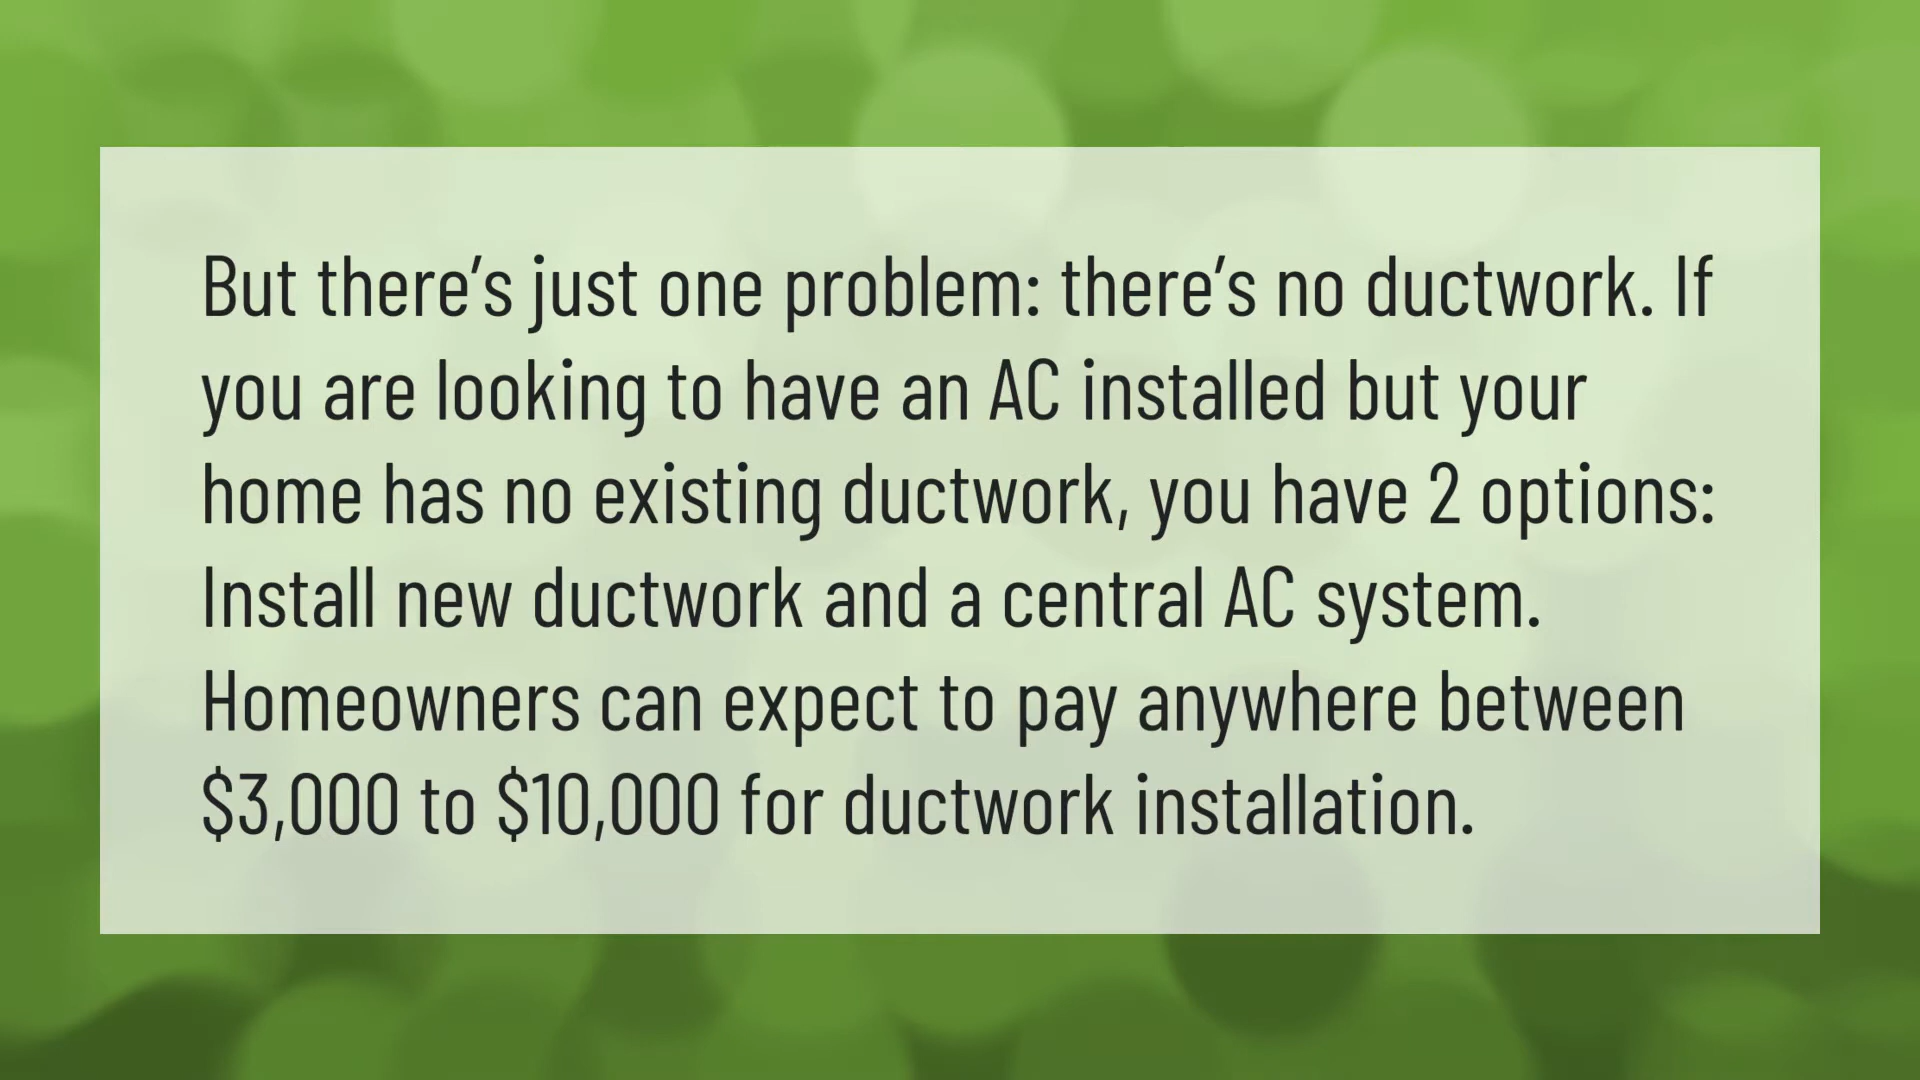 But there’s just one problem: there’s no ductwork. If
you are looking to have an AC installed but your
home has no existing ductwork, you have 2 options:
Install new ductwork and a central AC system.
Homeowners can expect to pay anywhere between
$3,000 to $10,000 for ductwork installation.